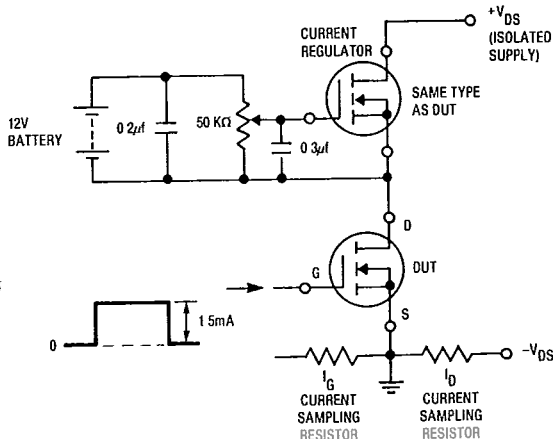 +VDS
(ISOLATED
SUPPLY)
CURRENT
REGULATOR
SAME TYPE
AS DUT
12V
BATTERY
0 2μf
50 KΩ
0 3μf
D
G
DUT
S
1 5mA
0
-VDS
IG
CURRENT
SAMPLING
RESISTOR
ID
CURRENT
SAMPLING
RESISTOR